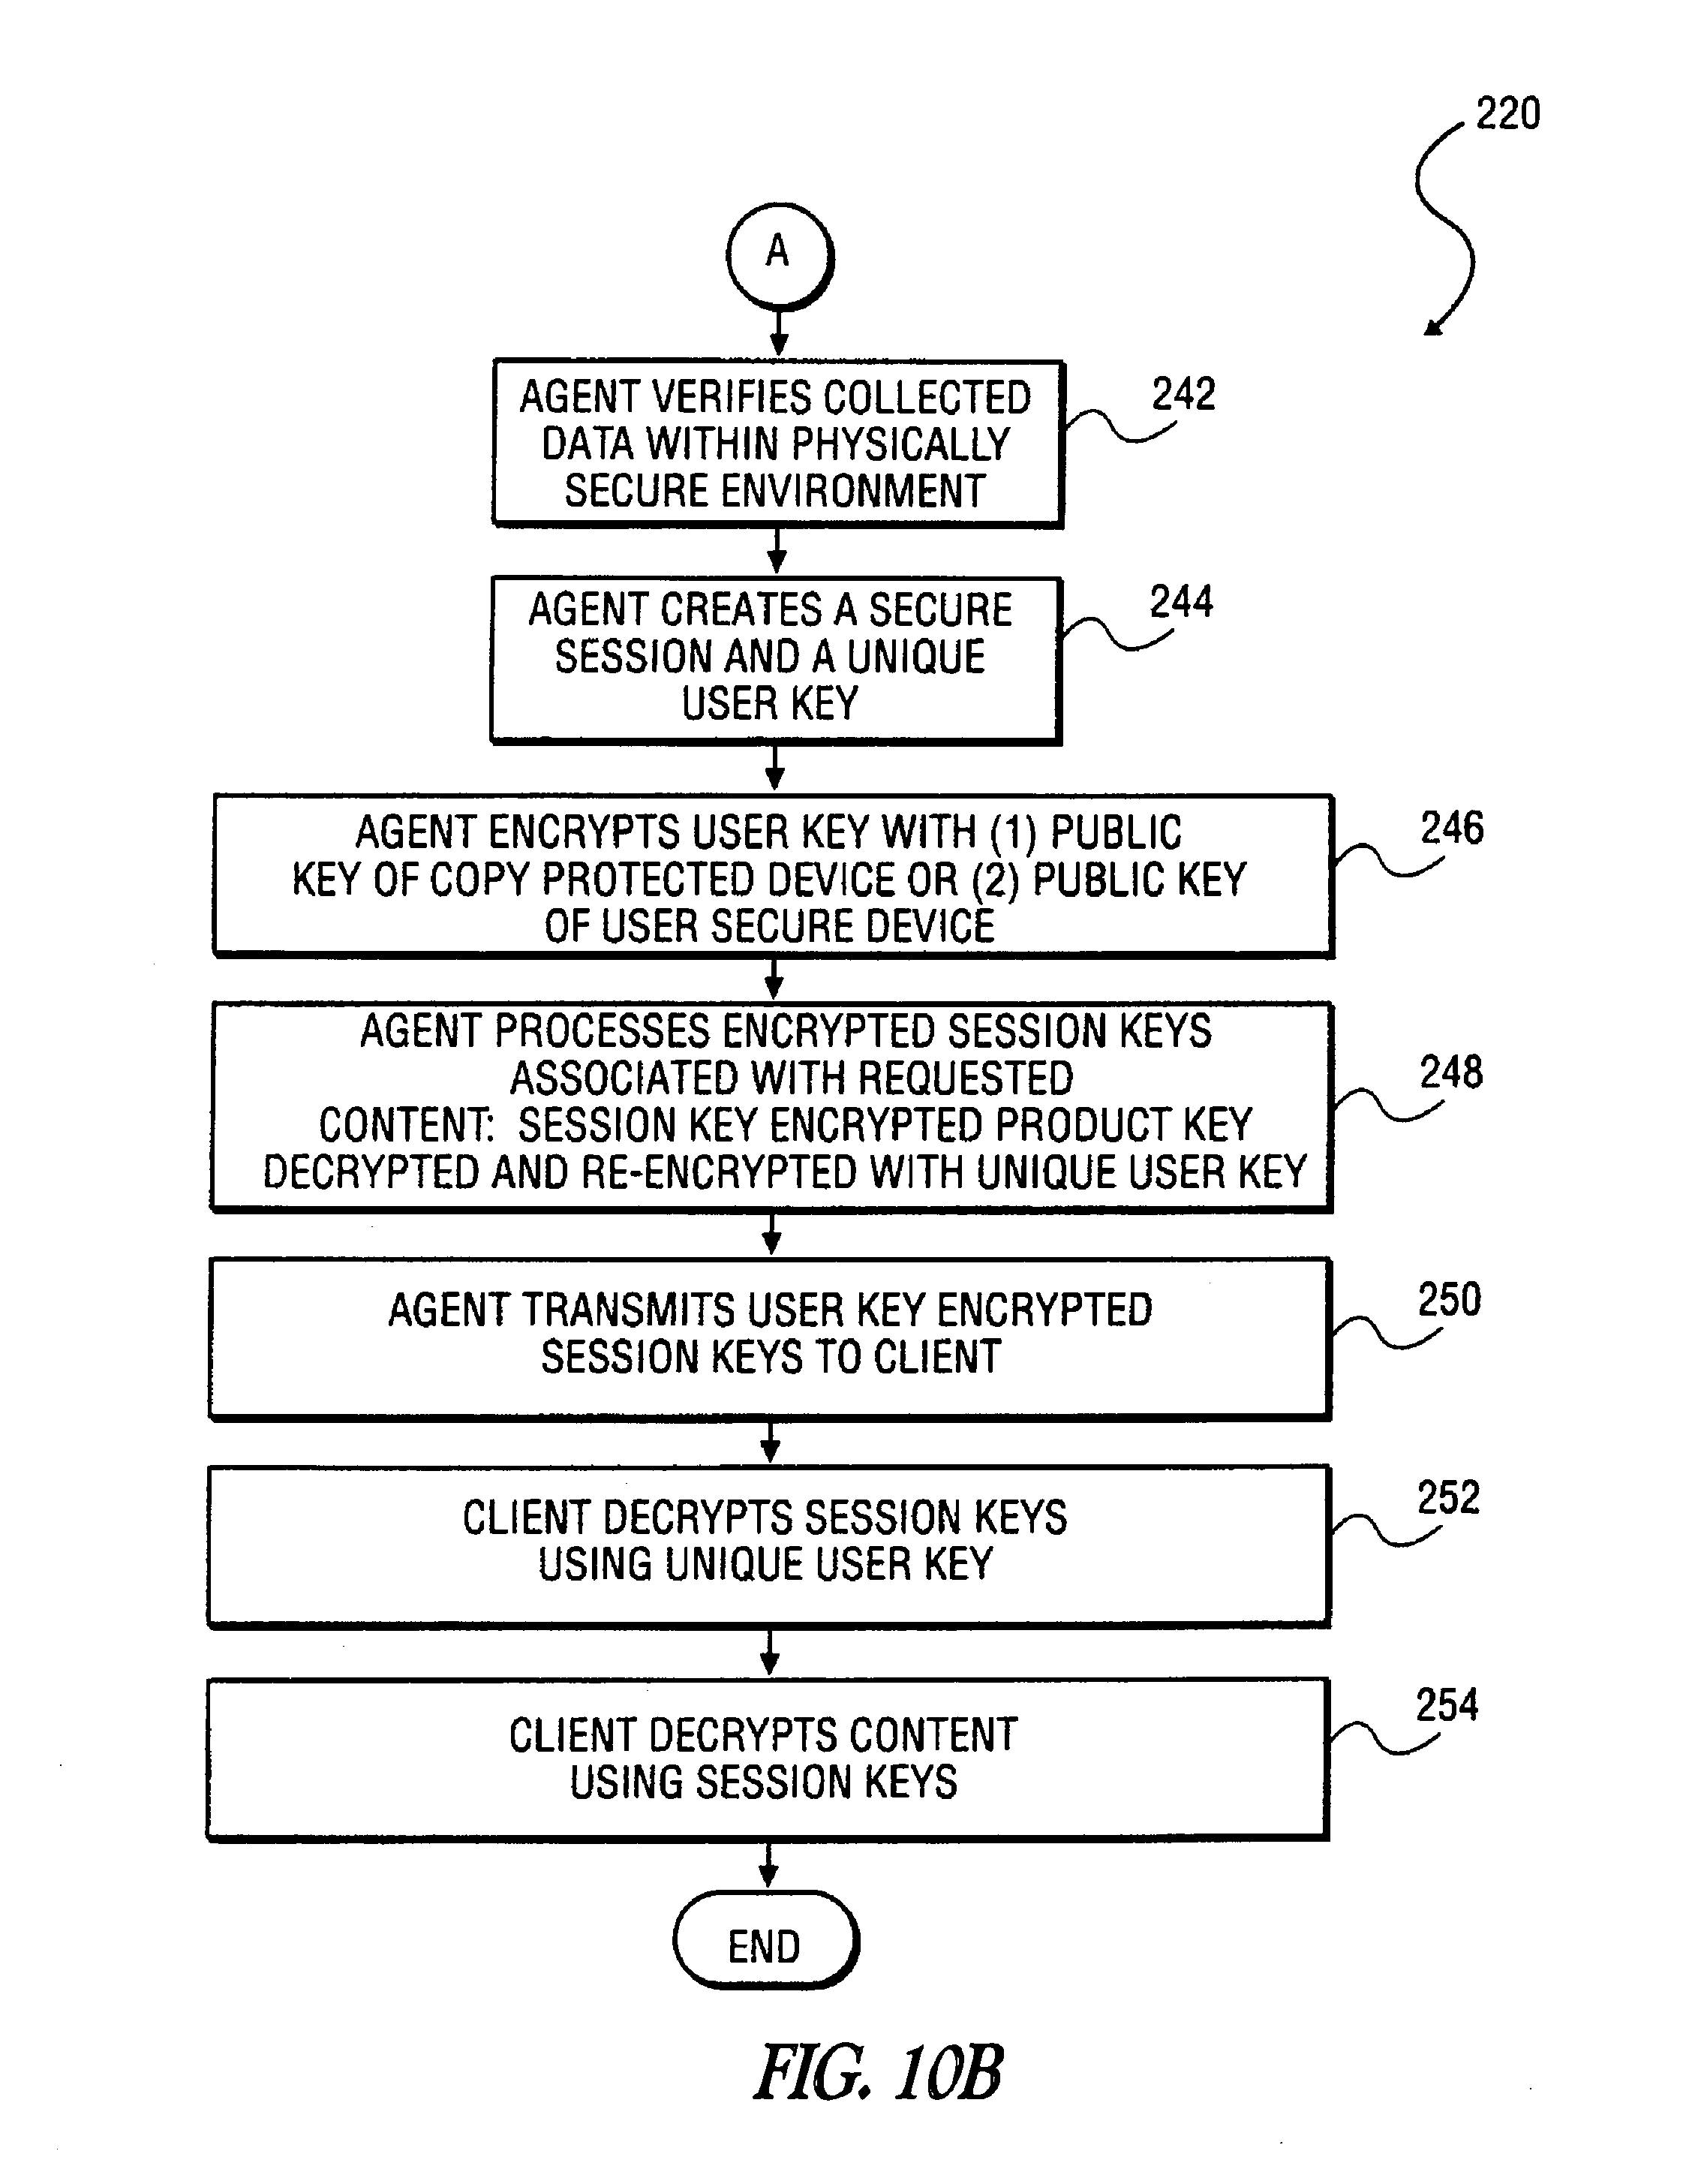 220
A
AGENT VERIFIES COLLECTED
DATA WITHIN PHYSICALLY
SECURE ENVIRONMENT
242
AGENT CREATES A SECURE
SESSION AND A UNIQUE
USER KEY
244
AGENT ENCRYPTS USER KEY WITH (1) PUBLIC
KEY OF COPY PROTECTED DEVICE OR (2) PUBLIC KEY
OF USER SECURE DEVICE
246
AGENT PROCESSES ENCRYPTED SESSION KEYS
ASSOCIATED WITH REQUESTED
CONTENT: SESSION KEY ENCRYPTED PRODUCT KEY
DECRYPTED AND RE-ENCRYPTED WITH UNIQUE USER KEY
248
AGENT TRANSMITS USER KEY ENCRYPTED
SESSION KEYS TO CLIENT
250
CLIENT DECRYPTS SESSION KEYS
USING UNIQUE USER KEY
252
CLIENT DECRYPTS CONTENT
USING SESSION KEYS
254
END
FIG. 10B